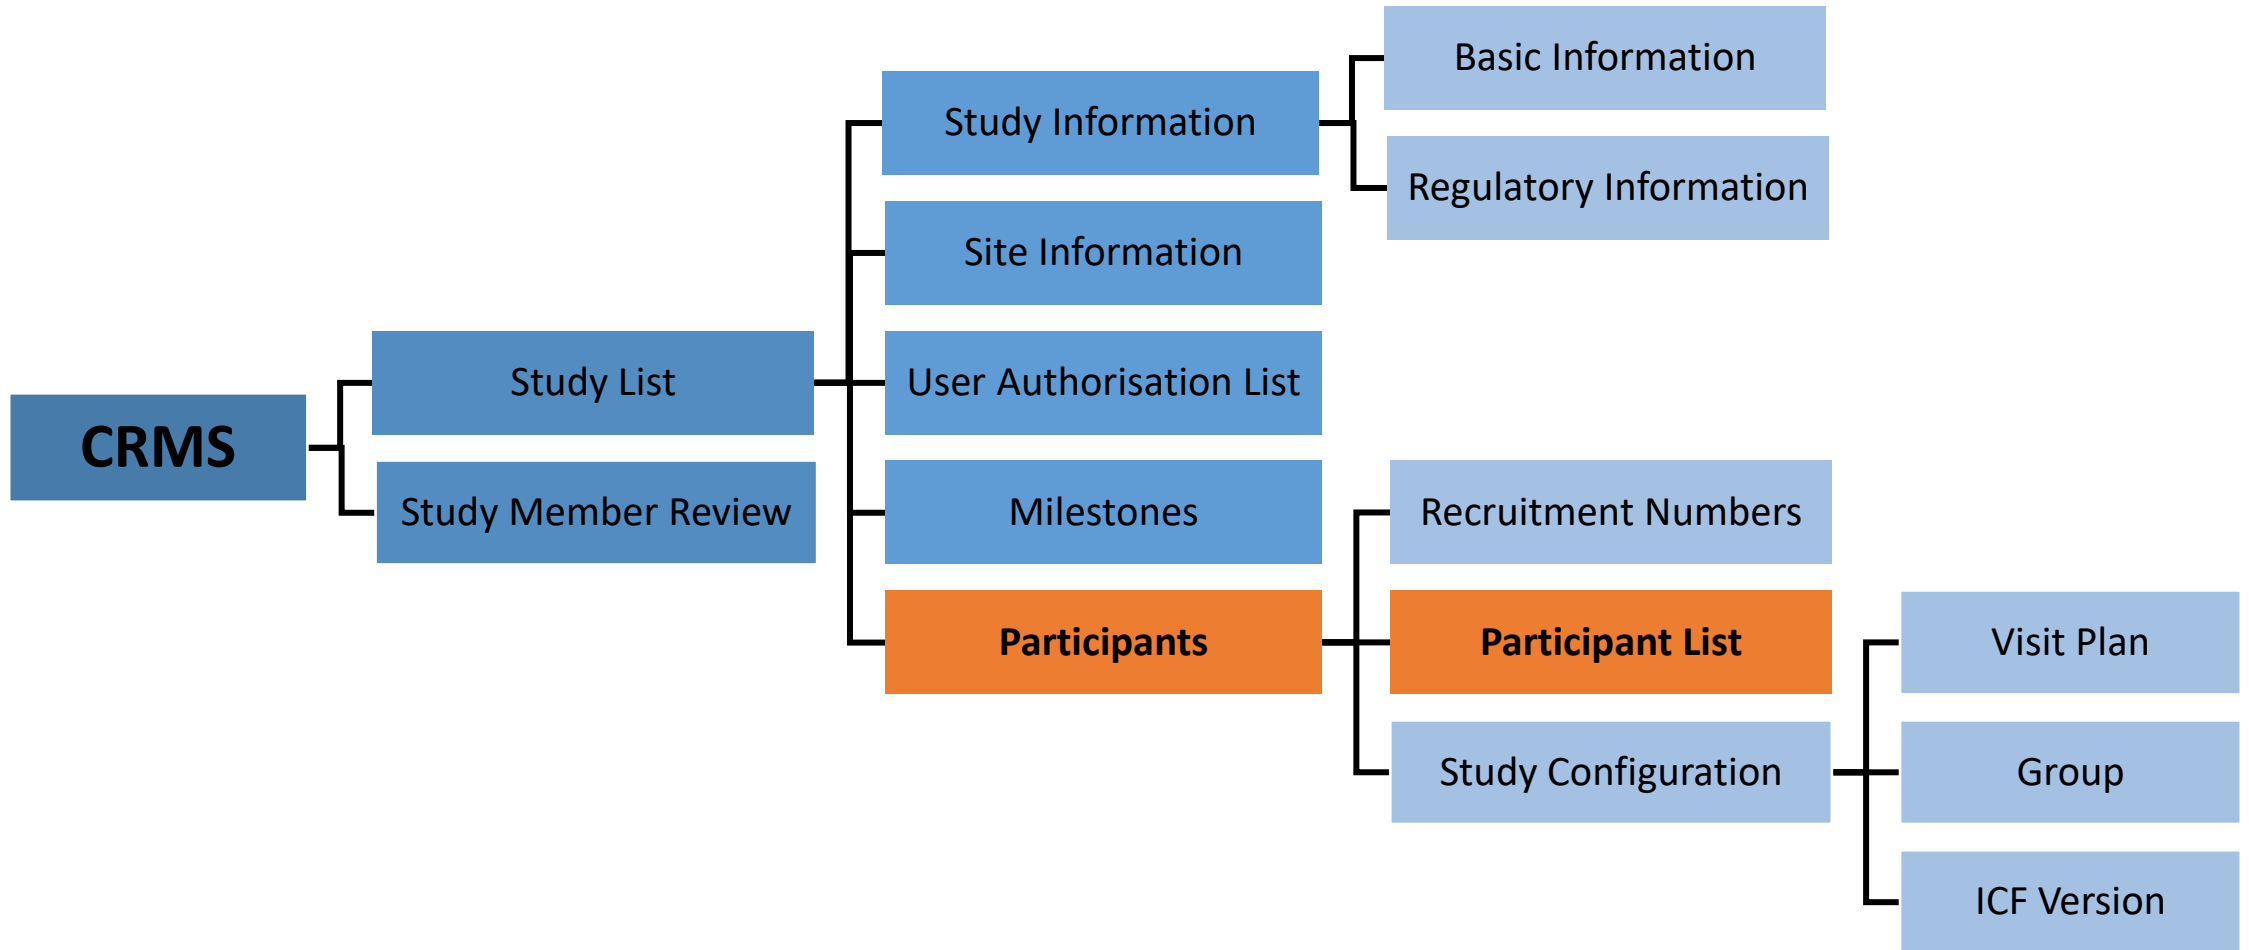 CRMS
Study List
Study Member Review
Study Information
Site Information
User Authorisation List
Milestones
Participants
Basic Information
Regulatory Information
Recruitment Numbers
Participant List
Study Configuration
Visit Plan
Group
ICF Version